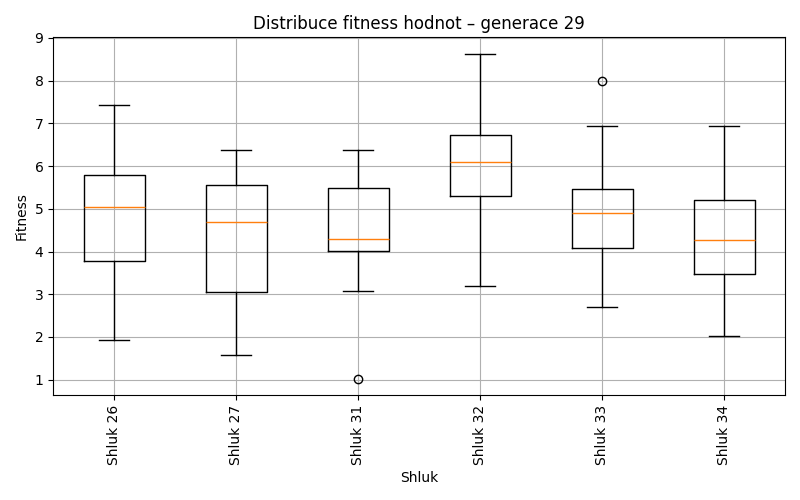 Distribuce fitness hodnot – generace 29
9
8
7
6
5
4
3
2
1
Fitness
Shluk 26
Shluk 27
Shluk 31
Shluk 32
Shluk 33
Shluk 34
Shluk